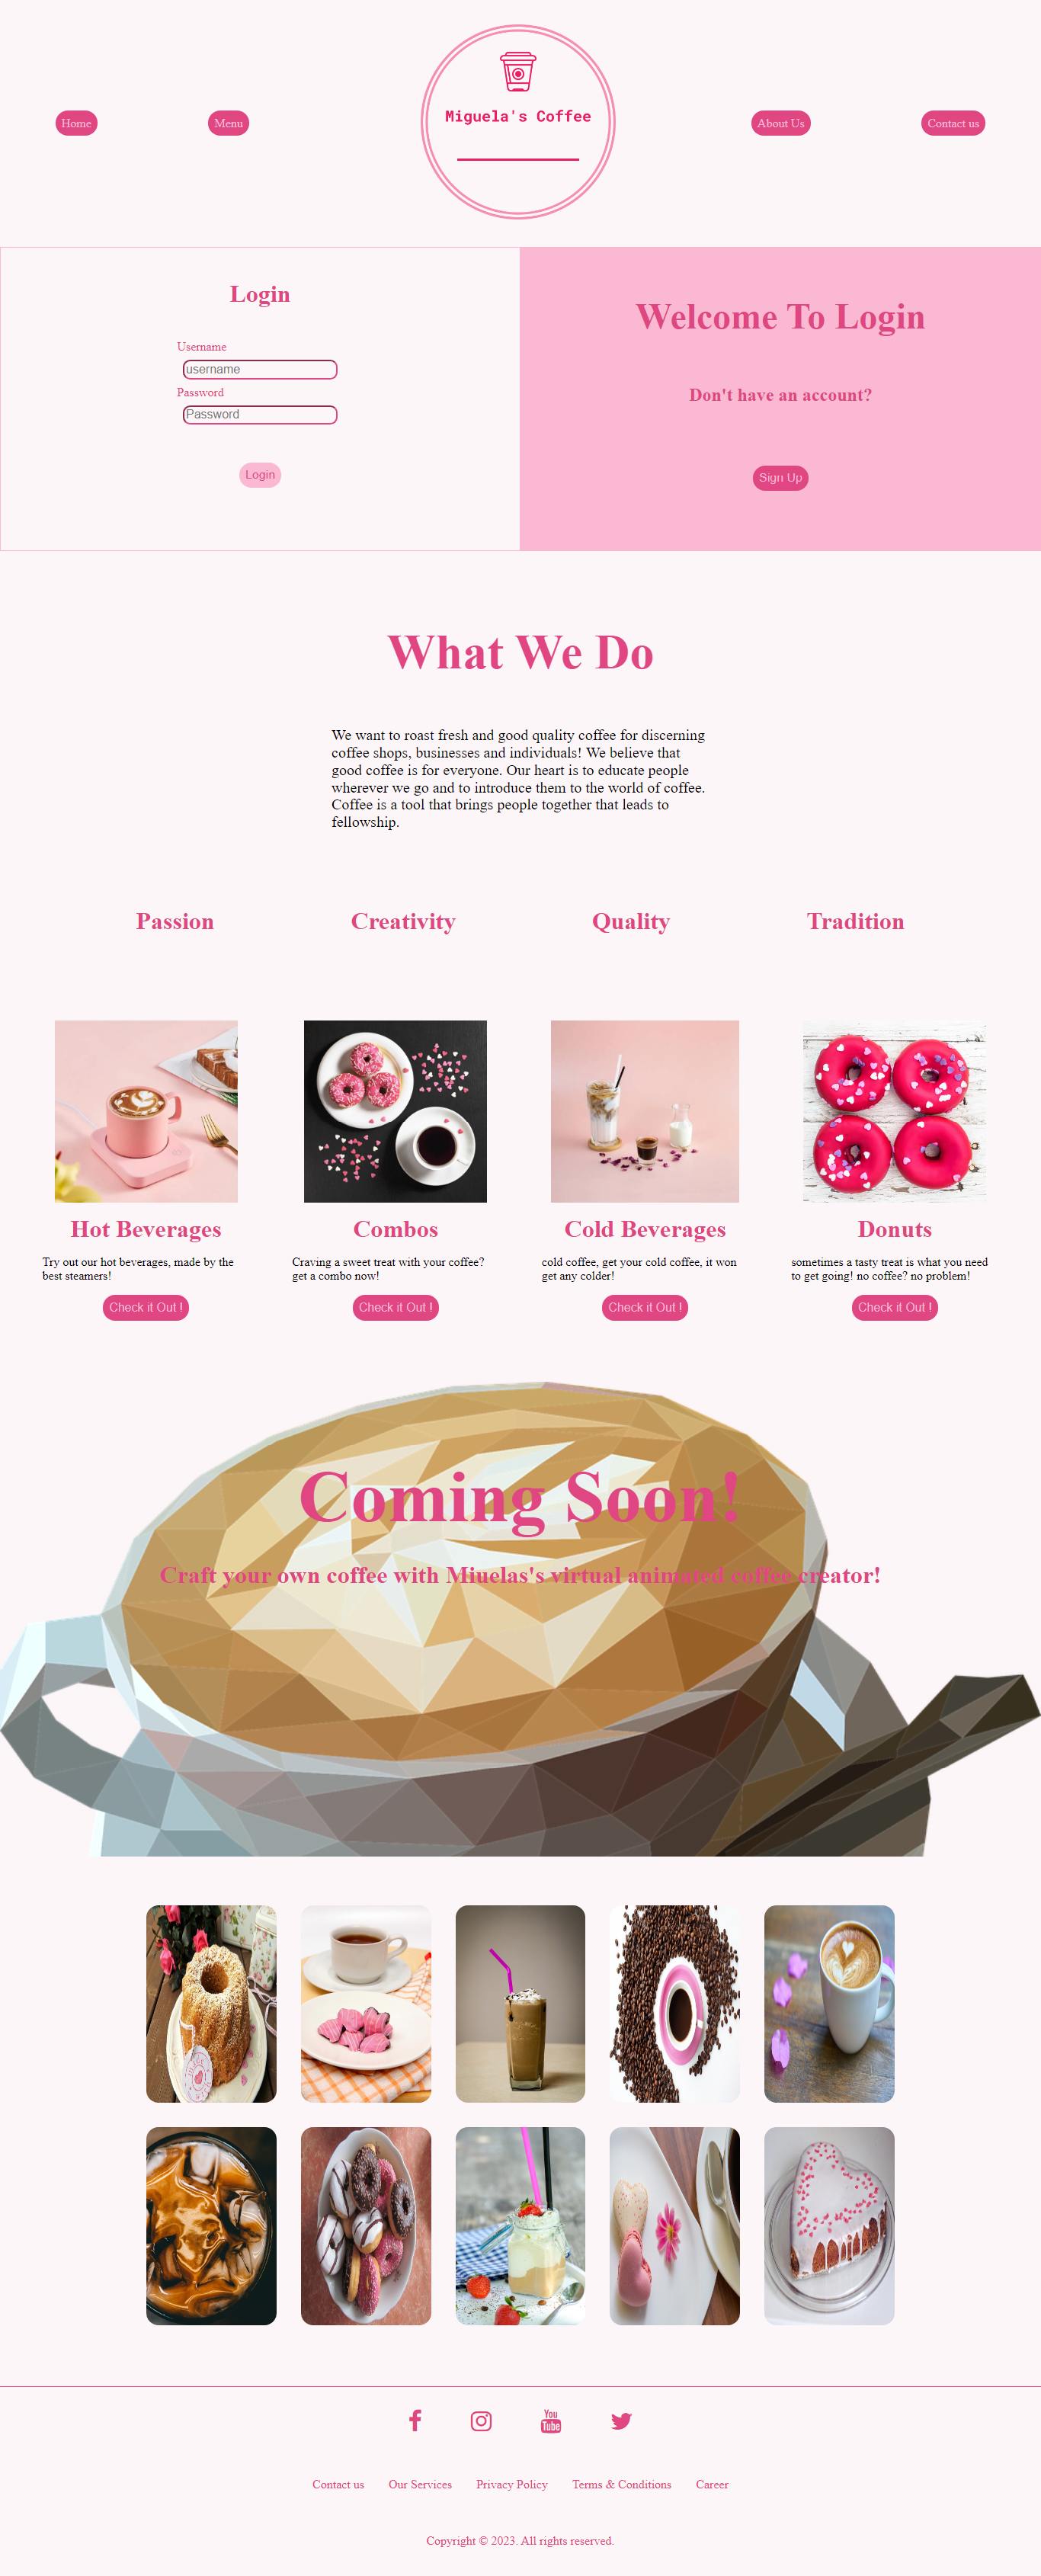 Home
Menu
Miguela's Coffee
About Us
Contact us
Login
Username
username
Password
Password
Login
Welcome To Login
Don't have an account?
Sign Up
What We Do
We want to roast fresh and good quality coffee for discerning
coffee shops, businesses and individuals! We believe that
good coffee is for everyone. Our heart is to educate people
wherever we go and to introduce them to the world of coffee.
Coffee is a tool that brings people together that leads to
fellowship.
Passion
Creativity
Quality
Tradition
Hot Beverages
Try out our hot beverages, made by the
best steamers!
Check it Out !
Combos
Craving a sweet treat with your coffee?
get a combo now!
Check it Out !
Cold Beverages
cold coffee, get your cold coffee, it won
get any colder!
Check it Out !
Donuts
sometimes a tasty treat is what you need
to get going! no coffee? no problem!
Check it Out !
Coming Soon!
Craft your own coffee with Miuelas's virtual animated coffee creator!
You
Tube
Contact us
Our Services
Privacy Policy
Terms & Conditions
Career
Copyright © 2023. All rights reserved.